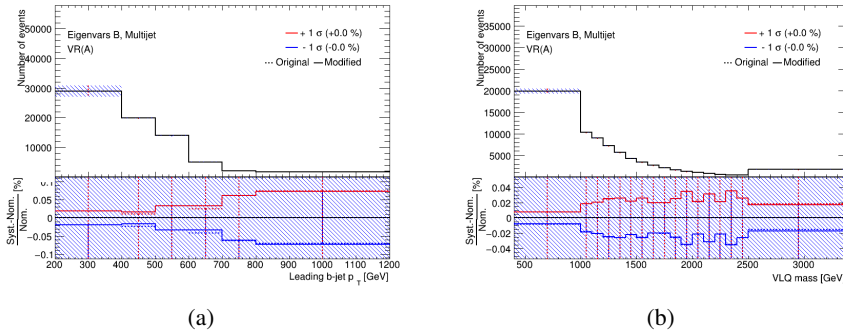 Eigenvars B, Multijet
VR(A)
+ 1 σ (+0.0 %)
- 1 σ (-0.0 %)
Original Modified
Number of events
50000
40000
30000
20000
10000
Syst.-Nom. [%]
Nom.
0.1
0.05
0
−0.05
−0.1
200 300 400 500 600 700 800 900 1000 1100 1200
Leading b-jet p T [GeV]
(a)
Eigenvars B, Multijet
VR(A)
+ 1 σ (+0.0 %)
- 1 σ (-0.0 %)
Original Modified
Number of events
40000
35000
30000
25000
20000
15000
10000
5000
Syst.-Nom. [%]
Nom.
0.04
0.02
0
−0.02
−0.04
500 1000 1500 2000 2500 3000
VLQ mass [GeV]
(b)